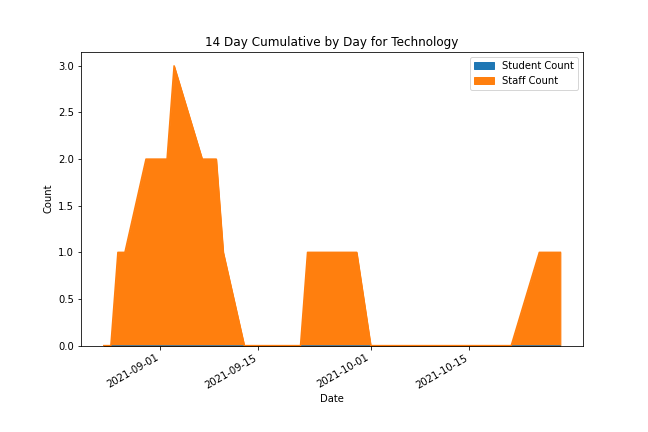 14 Day Cumulative by Day for Technology
Student Count
Staff Count
3.0
2.5
2.0
1.5
1.0
0.5
0.0
Count
2021-09-01
2021-09-15
2021-10-01
2021-10-15
Date